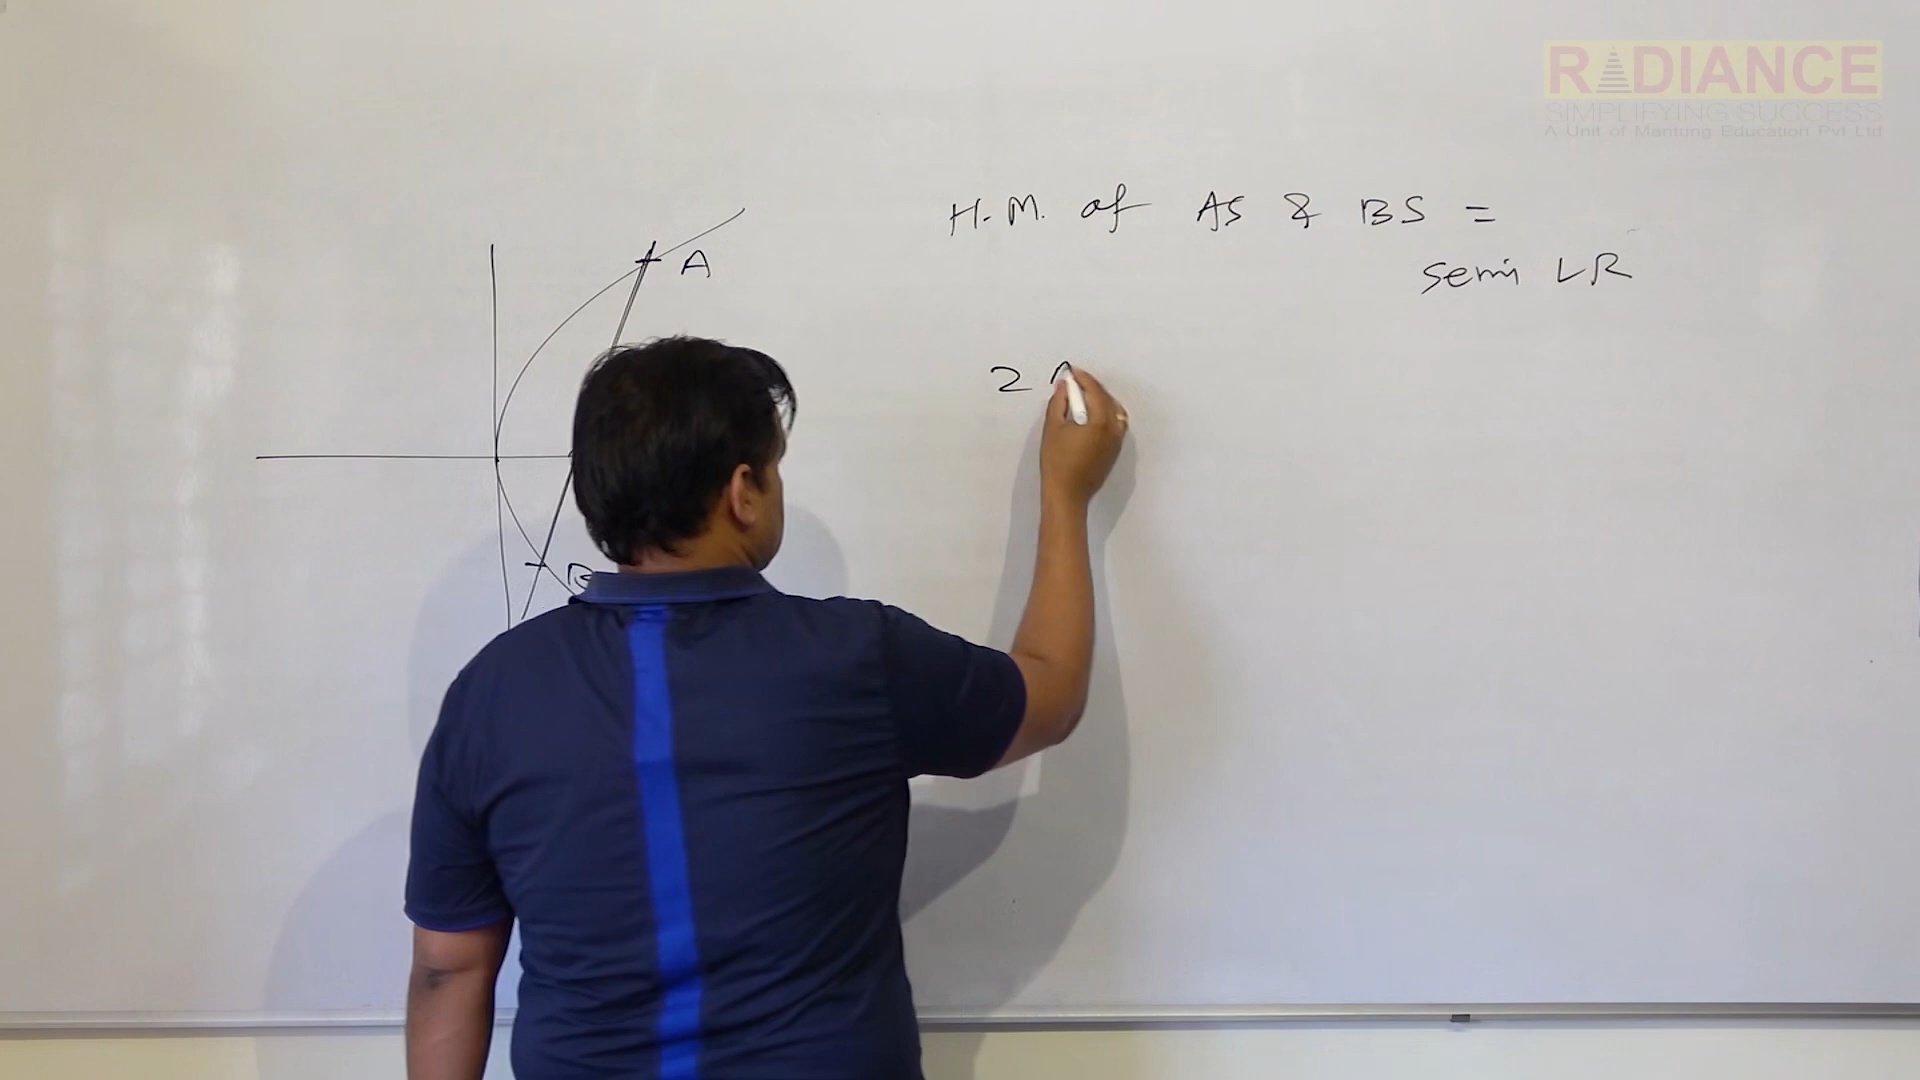 RADIANCE
SIMPLIFYING SUCCESS
A Unit of Mantung Education Pvt Ltd
H.M. of AS & BS =
semi LR
A
2
B